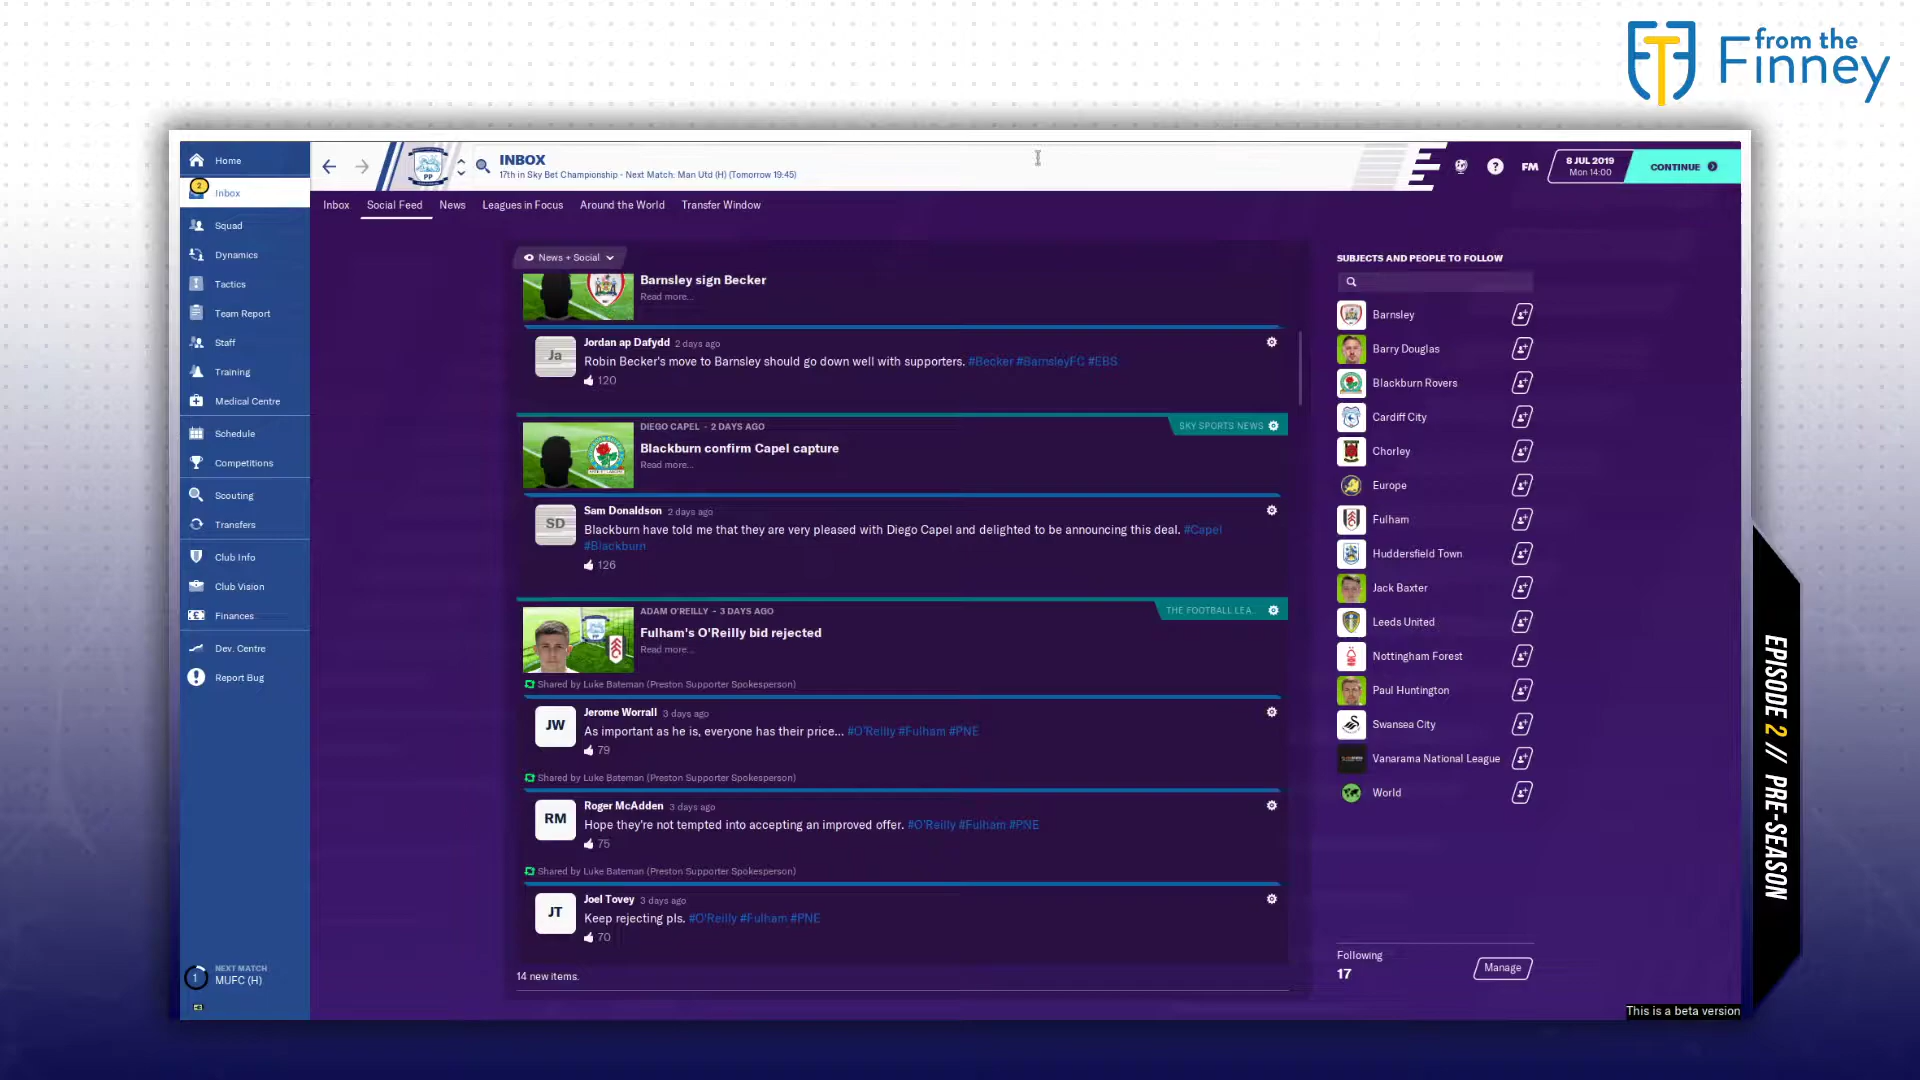 from the
Finney
Home
2
Inbox
Squad
Dynamics
Tactics
Team Report
Staff
Training
Medical Centre
Schedule
Competitions
Scouting
Transfers
Club Info
Club Vision
Finances
Dev. Centre
Report Bug
1
NEXT MATCH
MUFC (H)
PP
INBOX
17th in Sky Bet Championship - Next Match: Man Utd (H) (Tomorrow 19:45)
?
FM
8 JUL 2019
Mon 14:00
CONTINUE
Inbox Social Feed News Leagues in Focus Around the World Transfer Window
News + Social
Barnsley sign Becker
Read more...
Ja
Jordan ap Dafydd 2 days ago
Robin Becker's move to Barnsley should go down well with supporters. #Becker #BarnsleyFC #EBS
120
DIEGO CAPEL - 2 DAYS AGO
SKY SPORTS NEWS
Blackburn confirm Capel capture
Read more...
SD
Sam Donaldson 2 days ago
Blackburn have told me that they are very pleased with Diego Capel and delighted to be announcing this deal. #Capel
#Blackburn
126
ADAM O'REILLY - 3 DAYS AGO
THE FOOTBALL LEA...
Fulham's O'Reilly bid rejected
Read more...
Shared by Luke Bateman (Preston Supporter Spokesperson)
JW
Jerome Worrall 3 days ago
As important as he is, everyone has their price... #O'Reilly #Fulham #PNE
79
Shared by Luke Bateman (Preston Supporter Spokesperson)
RM
Roger McAdden 3 days ago
Hope they're not tempted into accepting an improved offer. #O'Reilly #Fulham #PNE
75
Shared by Luke Bateman (Preston Supporter Spokesperson)
JT
Joel Tovey 3 days ago
Keep rejecting pls. #O'Reilly #Fulham #PNE
70
14 new items.
SUBJECTS AND PEOPLE TO FOLLOW
Barnsley
Barry Douglas
Blackburn Rovers
Cardiff City
Chorley
Europe
Fulham
Huddersfield Town
Jack Baxter
Leeds United
Nottingham Forest
Paul Huntington
Swansea City
Vanarama National League
World
Following
17
Manage
This is a beta version
EPISODE 2 // PRE-SEASON